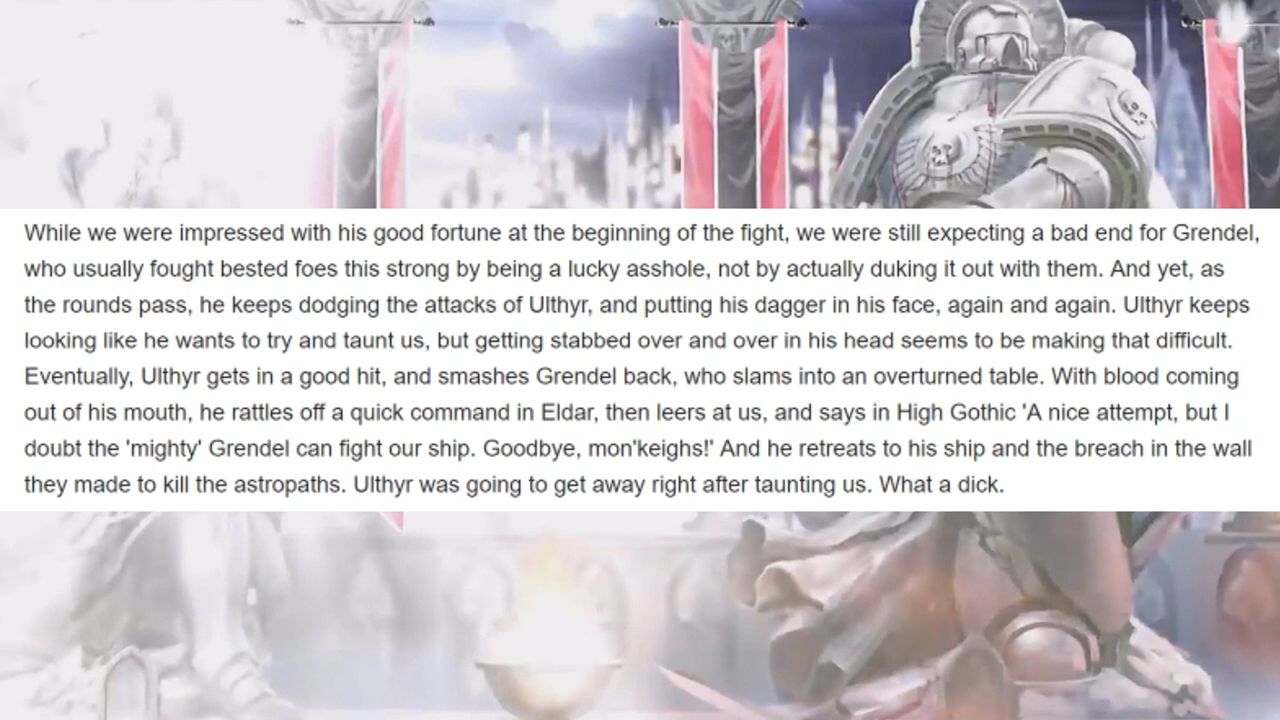 While we were impressed with his good fortune at the beginning of the fight, we were still expecting a bad end for Grendel,
who usually fought bested foes this strong by being a lucky asshole, not by actually duking it out with them. And yet, as
the rounds pass, he keeps dodging the attacks of Ulthyr, and putting his dagger in his face, again and again. Ulthyr keeps
looking like he wants to try and taunt us, but getting stabbed over and over in his head seems to be making that difficult.
Eventually, Ulthyr gets in a good hit, and smashes Grendel back, who slams into an overturned table. With blood coming
out of his mouth, he rattles off a quick command in Eldar, then leers at us, and says in High Gothic 'A nice attempt, but I
doubt the 'mighty' Grendel can fight our ship. Goodbye, mon'keighs!' And he retreats to his ship and the breach in the wall
they made to kill the astropaths. Ulthyr was going to get away right after taunting us. What a dick.